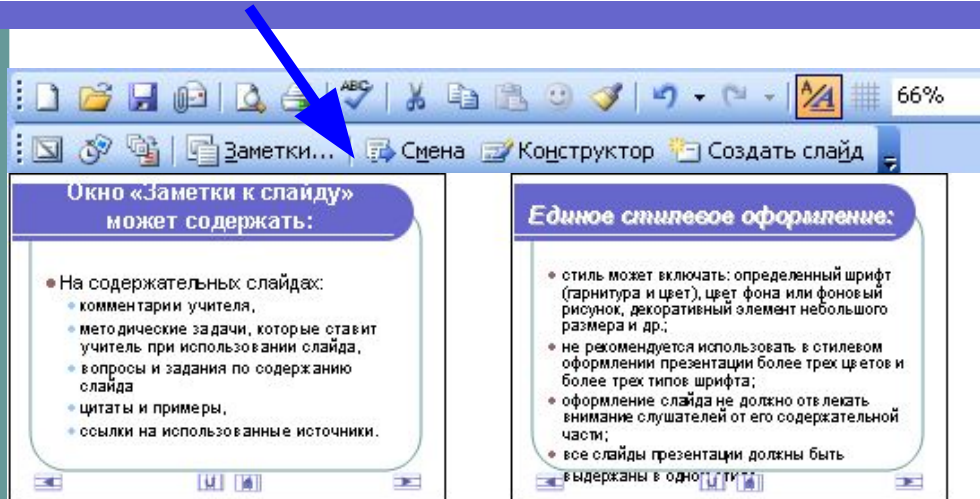 ABC
66%
Заметки...
Смена
Конструктор
Создать слайд
Окно «Заметки к слайду»
может содержать:
На содержательных слайдах:
комментарии учителя,
методические задачи, которые ставит
учитель при использовании слайда,
вопросы и задания по содержанию
слайда
цитаты и примеры,
ссылки на использованные источники.
Единое стилевое оформление:
стиль может включать: определенный шрифт
(гарнитура и цвет), цвет фона или фоновый
рисунок, декоративный элемент небольшого
размера и др.;
не рекомендуется использовать в стилевом
оформлении презентации более трех цветов и
более трех типов шрифта;
оформление слайда не должно отвлекать
внимание слушателей от его содержательной
части;
все слайды презентации должны быть
выдержаны в